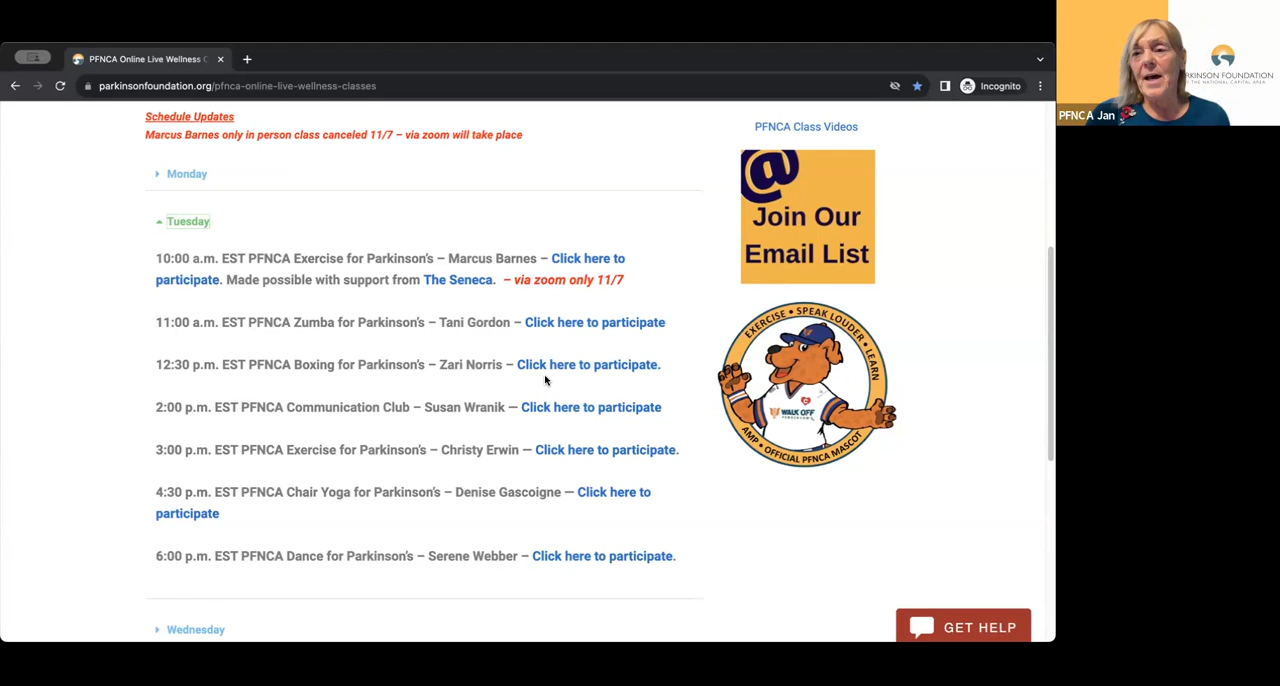 PFNCA Online Live Wellness C
parkinsonfoundation.org/pfnca-online-live-wellness-classes
Incognito
Schedule Updates
Marcus Barnes only in person class canceled 11/7 – via zoom will take place
Monday
Tuesday
10:00 a.m. EST PFNCA Exercise for Parkinson's – Marcus Barnes – Click here to
participate. Made possible with support from The Seneca. – via zoom only 11/7
11:00 a.m. EST PFNCA Zumba for Parkinson's – Tani Gordon – Click here to participate
12:30 p.m. EST PFNCA Boxing for Parkinson's – Zari Norris – Click here to participate.
2:00 p.m. EST PFNCA Communication Club – Susan Wranik — Click here to participate
3:00 p.m. EST PFNCA Exercise for Parkinson's – Christy Erwin — Click here to participate.
4:30 p.m. EST PFNCA Chair Yoga for Parkinson's – Denise Gascoigne — Click here to
participate
6:00 p.m. EST PFNCA Dance for Parkinson's – Serene Webber – Click here to participate.
Wednesday
PFNCA Class Videos
@
Join Our
Email List
EXERCISE • SPEAK LOUDER • LEARN
WALK OFF
AMP • OFFICIAL PFNCA MASCOT
GET HELP
ARKINSON FOUNDATION
THE NATIONAL CAPITAL AREA
PFNCA Jan